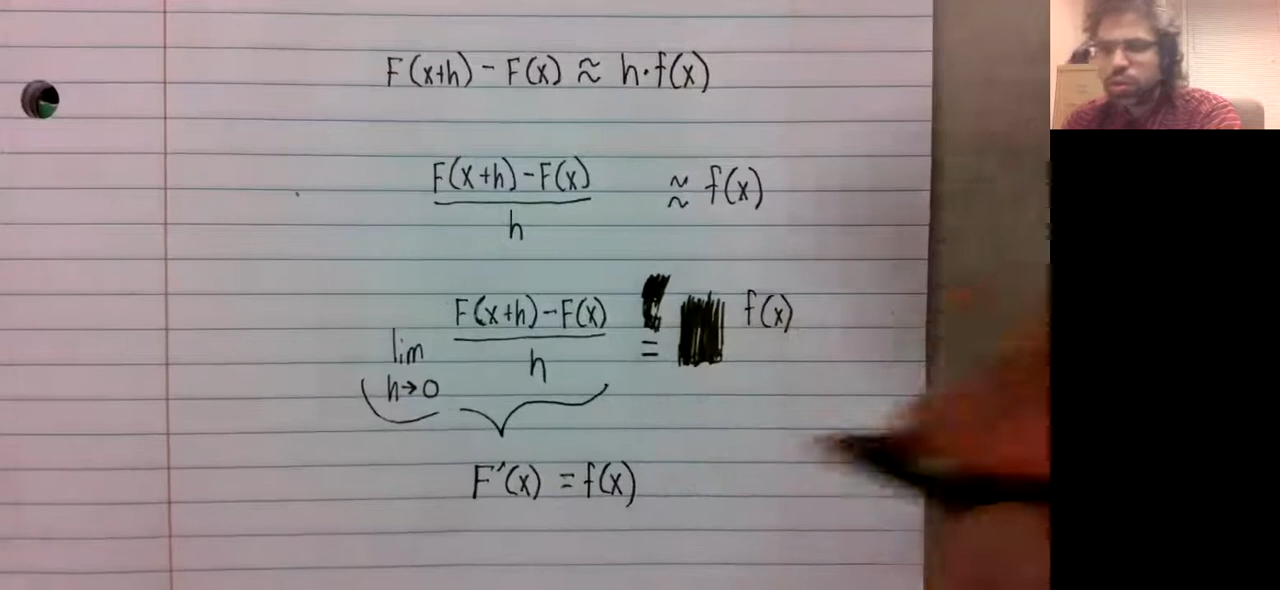 F(x+h) - F(x) ≈ h·f(x)
F(x+h) - F(x)
h
≈ f(x)
lim
h→0
F(x+h) - F(x)
h
= f(x)
F'(x) = f(x)